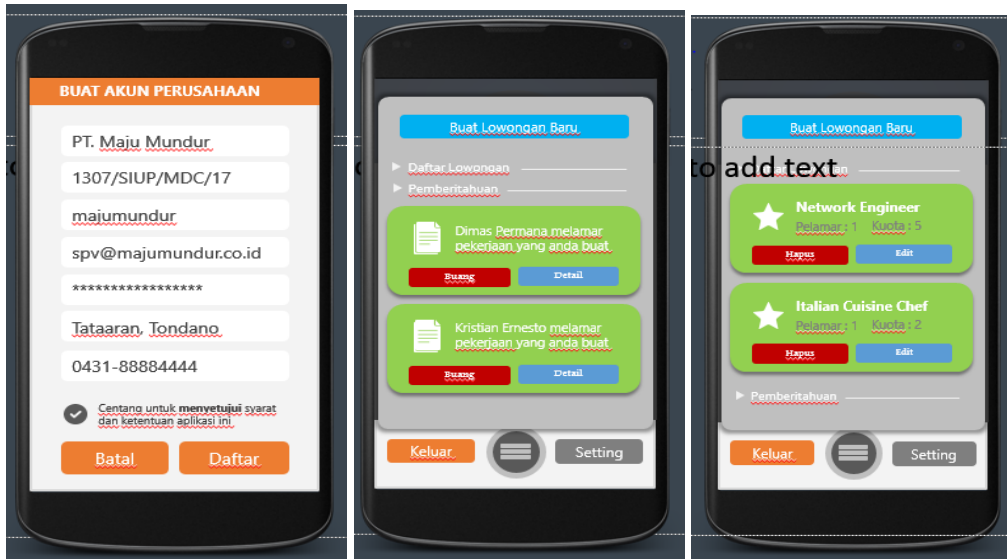 BUAT AKUN PERUSAHAAN
PT. Maju Mundur
1307/SIUP/MDC/17
majumundur
spv@majumundur.co.id
*****************
Tataaran, Tondano
0431-88884444
Centang untuk menyetujui syarat
dan ketentuan aplikasi ini
Batal
Daftar
Buat Lowongan Baru
Daftar Lowongan
Pemberitahuan
Dimas Permana melamar
pekerjaan yang anda buat
Buang
Detail
Kristian Ernesto melamar
pekerjaan yang anda buat
Buang
Detail
Keluar
Setting
Buat Lowongan Baru
to add text
Network Engineer
Pelamar : 1 Kuota : 5
Hapus
Edit
Italian Cuisine Chef
Pelamar : 1 Kuota : 2
Hapus
Edit
Pemberitahuan
Keluar
Setting